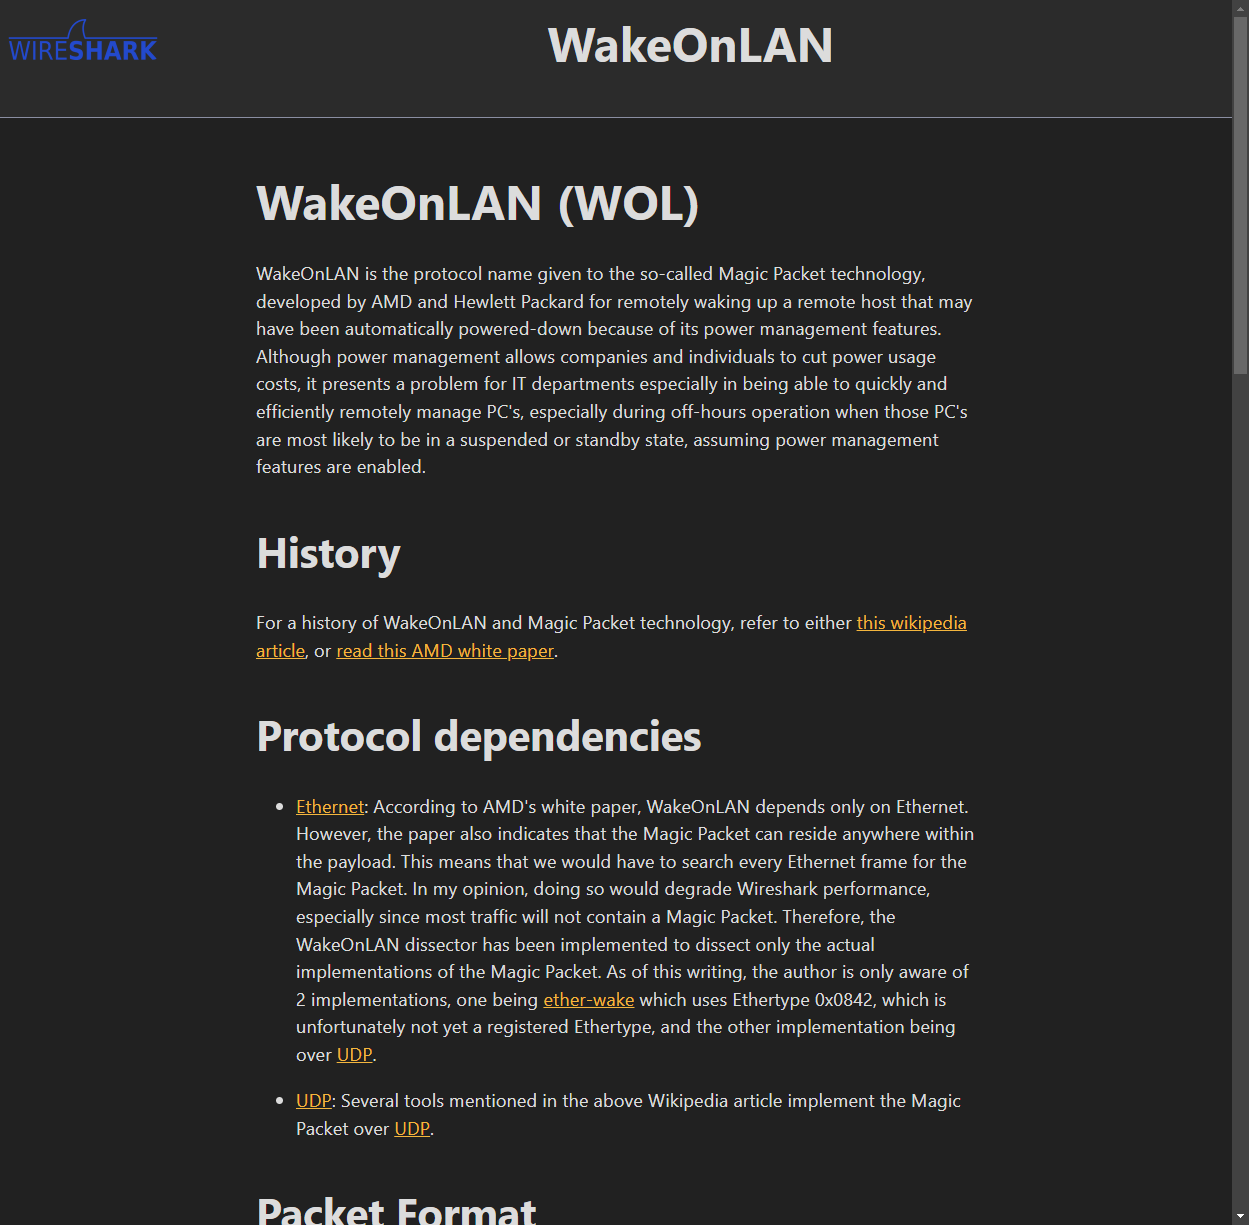 WIRESHARK
WakeOnLAN
WakeOnLAN (WOL)
WakeOnLAN is the protocol name given to the so-called Magic Packet technology,
developed by AMD and Hewlett Packard for remotely waking up a remote host that may
have been automatically powered-down because of its power management features.
Although power management allows companies and individuals to cut power usage
costs, it presents a problem for IT departments especially in being able to quickly and
efficiently remotely manage PC's, especially during off-hours operation when those PC's
are most likely to be in a suspended or standby state, assuming power management
features are enabled.
History
For a history of WakeOnLAN and Magic Packet technology, refer to either this wikipedia
article, or read this AMD white paper.
Protocol dependencies
• Ethernet: According to AMD's white paper, WakeOnLAN depends only on Ethernet.
However, the paper also indicates that the Magic Packet can reside anywhere within
the payload. This means that we would have to search every Ethernet frame for the
Magic Packet. In my opinion, doing so would degrade Wireshark performance,
especially since most traffic will not contain a Magic Packet. Therefore, the
WakeOnLAN dissector has been implemented to dissect only the actual
implementations of the Magic Packet. As of this writing, the author is only aware of
2 implementations, one being ether-wake which uses Ethertype 0x0842, which is
unfortunately not yet a registered Ethertype, and the other implementation being
over UDP.
• UDP: Several tools mentioned in the above Wikipedia article implement the Magic
Packet over UDP.
Packet Format